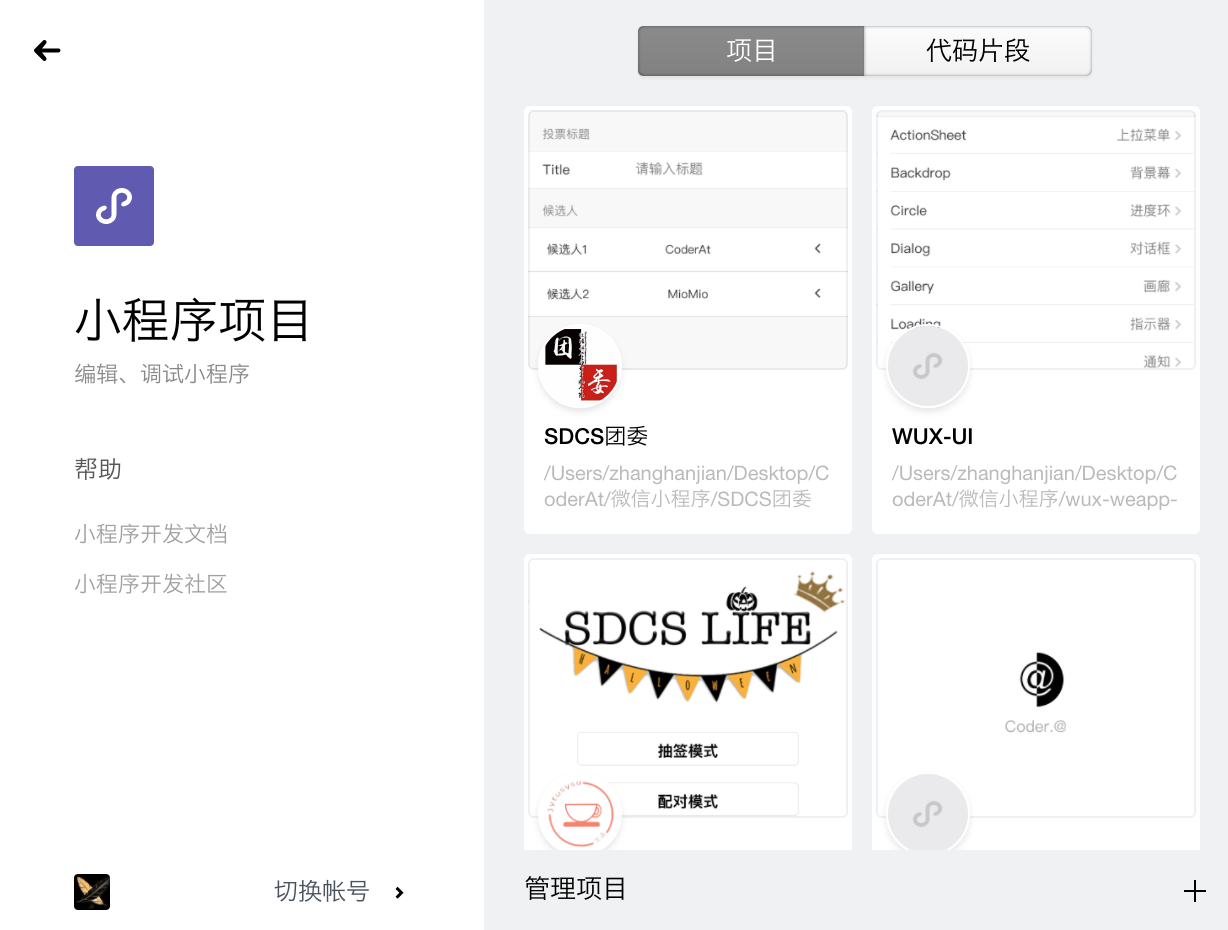 小程序项目
编辑、调试小程序
帮助
小程序开发文档
小程序开发社区
切换帐号
项目
代码片段
投票标题
Title 请输入标题
候选人
候选人1 CoderAt
候选人2 MioMio
团
委
SDCS团委
/Users/zhanghanjian/Desktop/C
oderAt/微信小程序/SDCS团委
ActionSheet 上拉菜单
Backdrop 背景幕
Circle 进度环
Dialog 对话框
Gallery 画廊
Loading 指示器
通知
WUX-UI
/Users/zhanghanjian/Desktop/C
oderAt/微信小程序/wux-weapp-
SDCS LIFE
HALLOWEEN
抽签模式
配对模式
@
Coder.@
管理项目